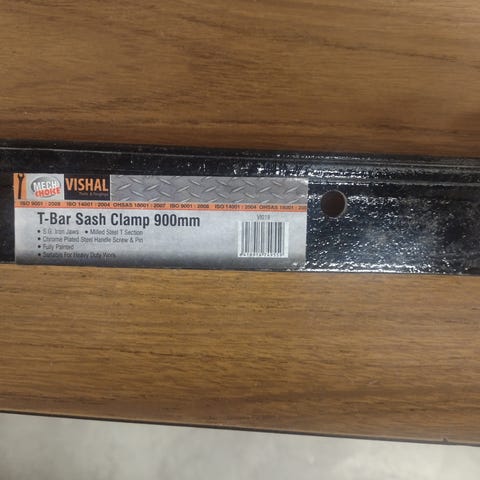 MECH CHOICE
VISHAL
Tools & Forgings
ISO 9001 : 2008 ISO 14001 : 2004 OHSAS 18001 : 2007 ISO 9001 : 2008 ISO 14001 : 2004 OHSAS 18001 : 200
T-Bar Sash Clamp 900mm
• S.G. Iron Jaws • Milled Steel T Section
• Chrome Plated Steel Handle Screw & Pin
• Fully Painted
• Suitable For Heavy Duty Work